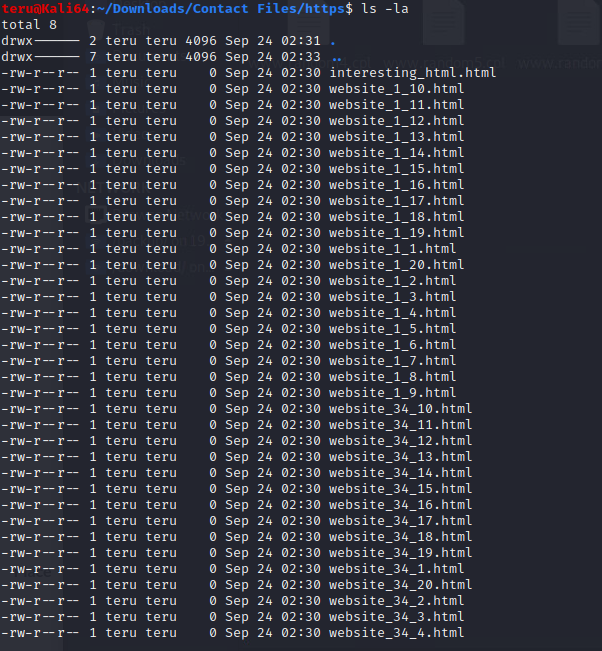 teru@Kali64:~/Downloads/Contact Files/https$ ls -la
total 8
drwx------ 2 teru teru 4096 Sep 24 02:31 .
drwx------ 7 teru teru 4096 Sep 24 02:33 ..
-rw-r--r-- 1 teru teru    0 Sep 24 02:30 interesting_html.html
-rw-r--r-- 1 teru teru    0 Sep 24 02:30 website_1_10.html
-rw-r--r-- 1 teru teru    0 Sep 24 02:30 website_1_11.html
-rw-r--r-- 1 teru teru    0 Sep 24 02:30 website_1_12.html
-rw-r--r-- 1 teru teru    0 Sep 24 02:30 website_1_13.html
-rw-r--r-- 1 teru teru    0 Sep 24 02:30 website_1_14.html
-rw-r--r-- 1 teru teru    0 Sep 24 02:30 website_1_15.html
-rw-r--r-- 1 teru teru    0 Sep 24 02:30 website_1_16.html
-rw-r--r-- 1 teru teru    0 Sep 24 02:30 website_1_17.html
-rw-r--r-- 1 teru teru    0 Sep 24 02:30 website_1_18.html
-rw-r--r-- 1 teru teru    0 Sep 24 02:30 website_1_19.html
-rw-r--r-- 1 teru teru    0 Sep 24 02:30 website_1_1.html
-rw-r--r-- 1 teru teru    0 Sep 24 02:30 website_1_20.html
-rw-r--r-- 1 teru teru    0 Sep 24 02:30 website_1_2.html
-rw-r--r-- 1 teru teru    0 Sep 24 02:30 website_1_3.html
-rw-r--r-- 1 teru teru    0 Sep 24 02:30 website_1_4.html
-rw-r--r-- 1 teru teru    0 Sep 24 02:30 website_1_5.html
-rw-r--r-- 1 teru teru    0 Sep 24 02:30 website_1_6.html
-rw-r--r-- 1 teru teru    0 Sep 24 02:30 website_1_7.html
-rw-r--r-- 1 teru teru    0 Sep 24 02:30 website_1_8.html
-rw-r--r-- 1 teru teru    0 Sep 24 02:30 website_1_9.html
-rw-r--r-- 1 teru teru    0 Sep 24 02:30 website_34_10.html
-rw-r--r-- 1 teru teru    0 Sep 24 02:30 website_34_11.html
-rw-r--r-- 1 teru teru    0 Sep 24 02:30 website_34_12.html
-rw-r--r-- 1 teru teru    0 Sep 24 02:30 website_34_13.html
-rw-r--r-- 1 teru teru    0 Sep 24 02:30 website_34_14.html
-rw-r--r-- 1 teru teru    0 Sep 24 02:30 website_34_15.html
-rw-r--r-- 1 teru teru    0 Sep 24 02:30 website_34_16.html
-rw-r--r-- 1 teru teru    0 Sep 24 02:30 website_34_17.html
-rw-r--r-- 1 teru teru    0 Sep 24 02:30 website_34_18.html
-rw-r--r-- 1 teru teru    0 Sep 24 02:30 website_34_19.html
-rw-r--r-- 1 teru teru    0 Sep 24 02:30 website_34_1.html
-rw-r--r-- 1 teru teru    0 Sep 24 02:30 website_34_20.html
-rw-r--r-- 1 teru teru    0 Sep 24 02:30 website_34_2.html
-rw-r--r-- 1 teru teru    0 Sep 24 02:30 website_34_3.html
-rw-r--r-- 1 teru teru    0 Sep 24 02:30 website_34_4.html